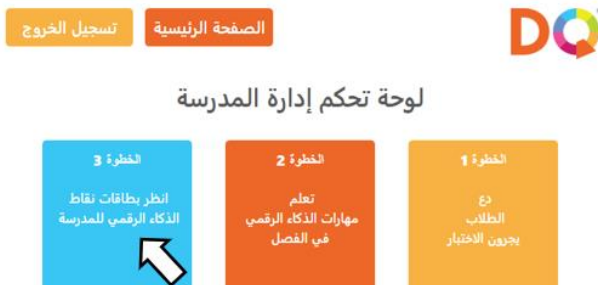 الصفحة الرئيسية
تسجيل الخروج
DQ
لوحة تحكم إدارة المدرسة
الخطوة 1
دع
الطلاب
يجرون الاختبار
الخطوة 2
تعلم
مهارات الذكاء الرقمي
في الفصل
الخطوة 3
انظر بطاقات نقاط
الذكاء الرقمي للمدرسة